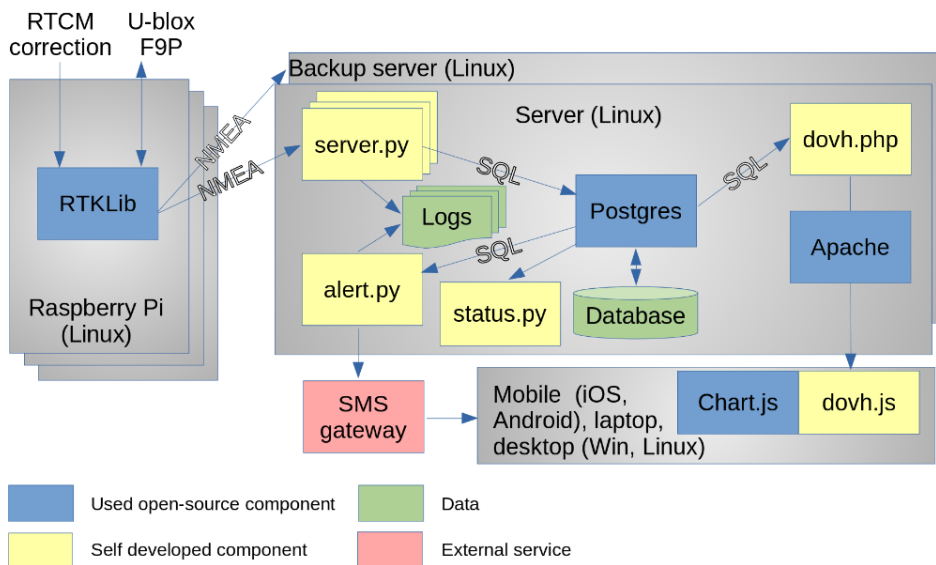 RTCM
correction
U-blox
F9P
Backup server (Linux)
Server (Linux)
NMEA
NMEA
server.py
SQL
SQL
dovh.php
RTKLib
Logs
Postgres
Apache
SQL
alert.py
status.py
Database
Raspberry Pi
(Linux)
SMS
gateway
Mobile (iOS,
Android), laptop,
desktop (Win, Linux)
Chart.js
dovh.js
Used open-source component
Data
Self developed component
External service